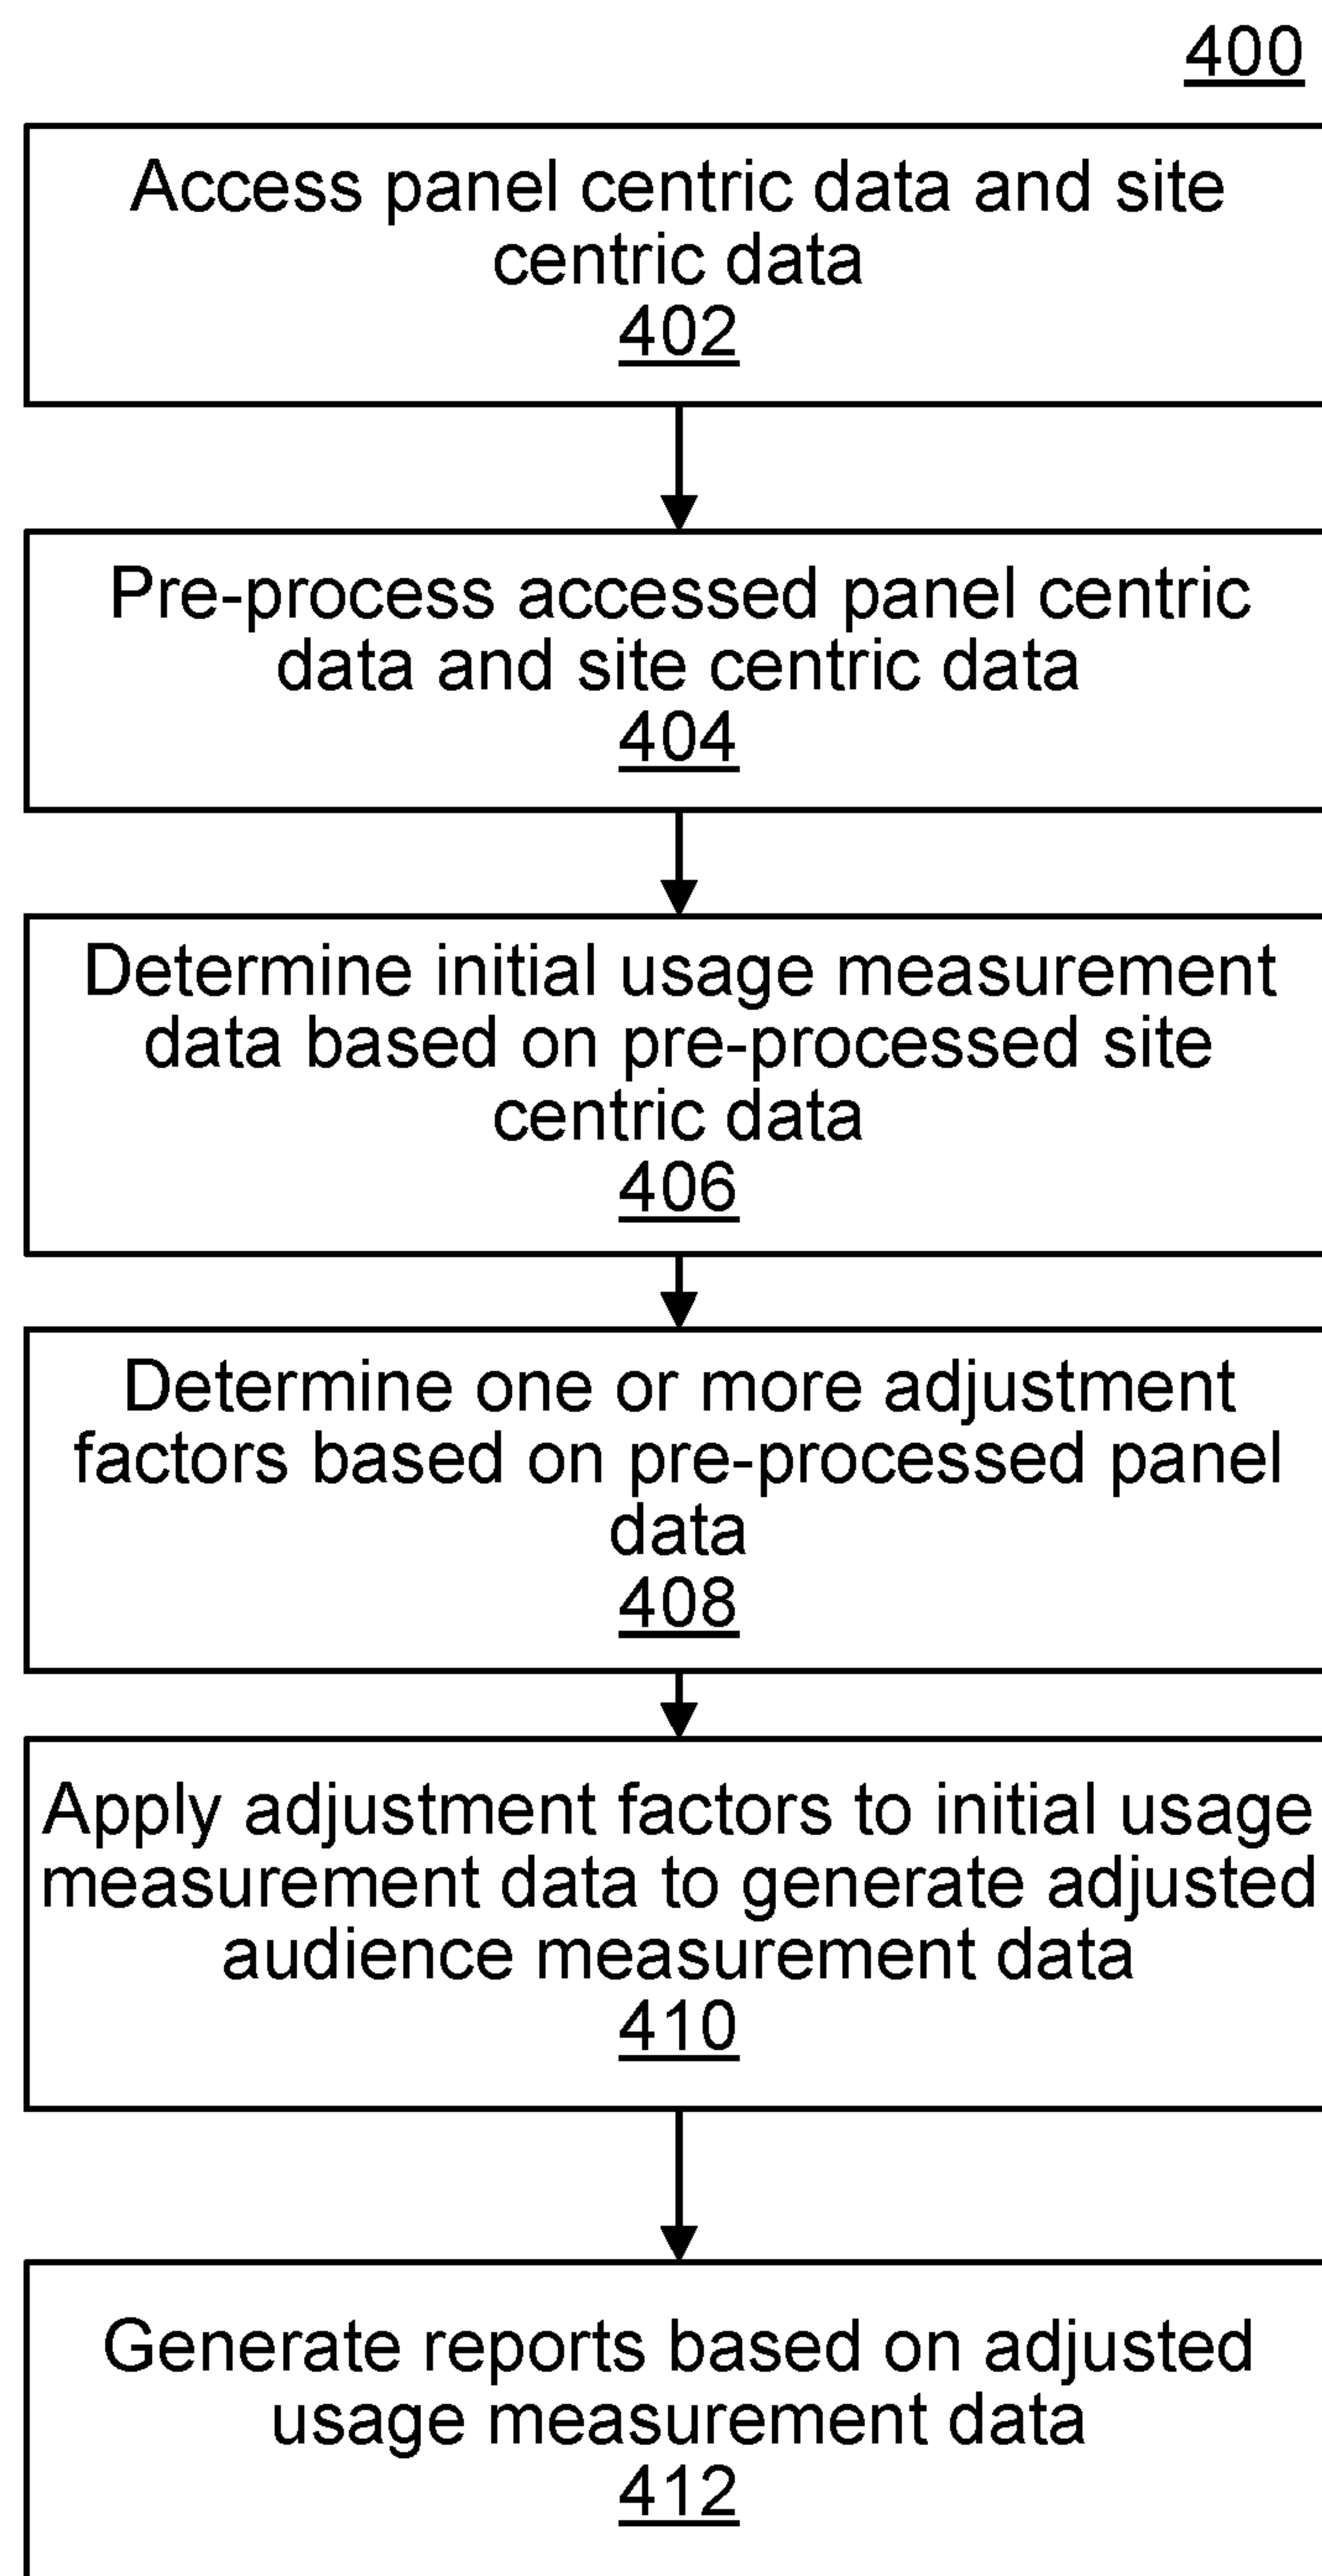 400
Access panel centric data and site
centric data
402
Pre-process accessed panel centric
data and site centric data
404
Determine initial usage measurement
data based on pre-processed site
centric data
406
Determine one or more adjustment
factors based on pre-processed panel
data
408
Apply adjustment factors to initial usage
measurement data to generate adjusted
audience measurement data
410
Generate reports based on adjusted
usage measurement data
412